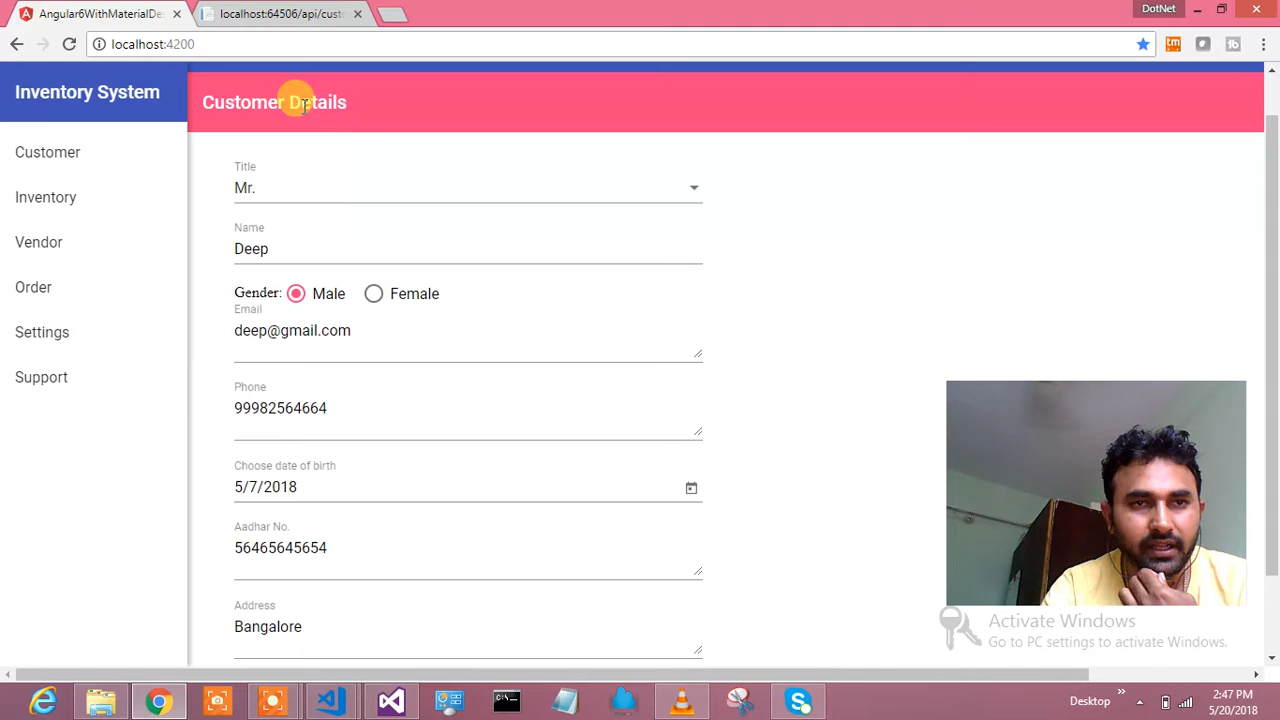 Angular6WithMaterialDes
localhost:64506/api/cust
DotNet
localhost:4200
tm
Inventory System
Customer Details
Customer
Inventory
Vendor
Order
Settings
Support
Title
Mr.
Name
Deep
Gender: Male Female
Email
deep@gmail.com
Phone
99982564664
Choose date of birth
5/7/2018
Aadhar No.
56465645654
Address
Bangalore
Activate Windows
Go to PC settings to activate Windows.
Desktop
2:47 PM
5/20/2018